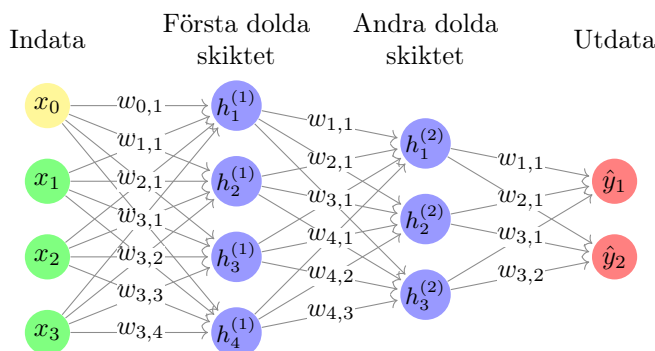 Indata
Första dolda
skiktet
Andra dolda
skiktet
Utdata
x₀
x₁
x₂
x₃
w₀,₁
w₁,₁
w₂,₁
w₃,₁
w₃,₂
w₃,₃
w₃,₄
h₁⁽¹⁾
h₂⁽¹⁾
h₃⁽¹⁾
h₄⁽¹⁾
w₁,₁
w₂,₁
w₃,₁
w₄,₁
w₄,₂
w₄,₃
h₁⁽²⁾
h₂⁽²⁾
h₃⁽²⁾
w₁,₁
w₂,₁
w₃,₁
w₃,₂
ŷ₁
ŷ₂